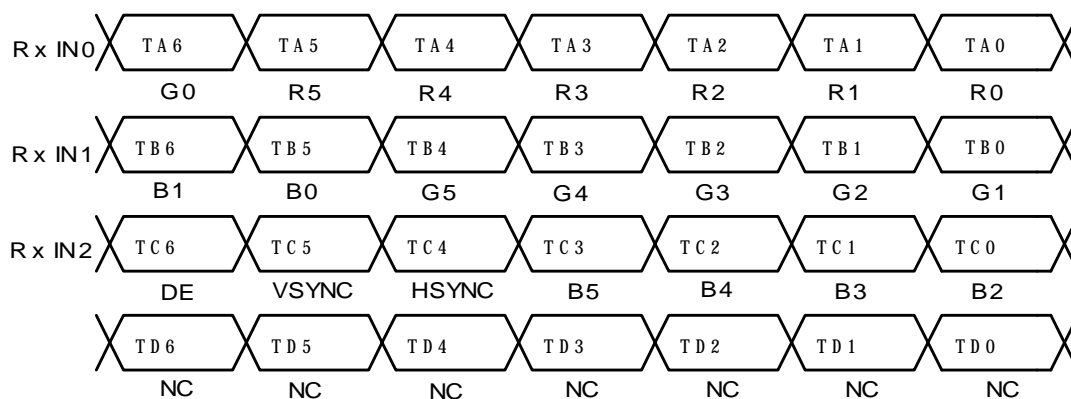 Rx IN0 TA6 TA5 TA4 TA3 TA2 TA1 TA0
G0 R5 R4 R3 R2 R1 R0
Rx IN1 TB6 TB5 TB4 TB3 TB2 TB1 TB0
B1 B0 G5 G4 G3 G2 G1
Rx IN2 TC6 TC5 TC4 TC3 TC2 TC1 TC0
DE VSYNC HSYNC B5 B4 B3 B2
TD6 TD5 TD4 TD3 TD2 TD1 TD0
NC NC NC NC NC NC NC